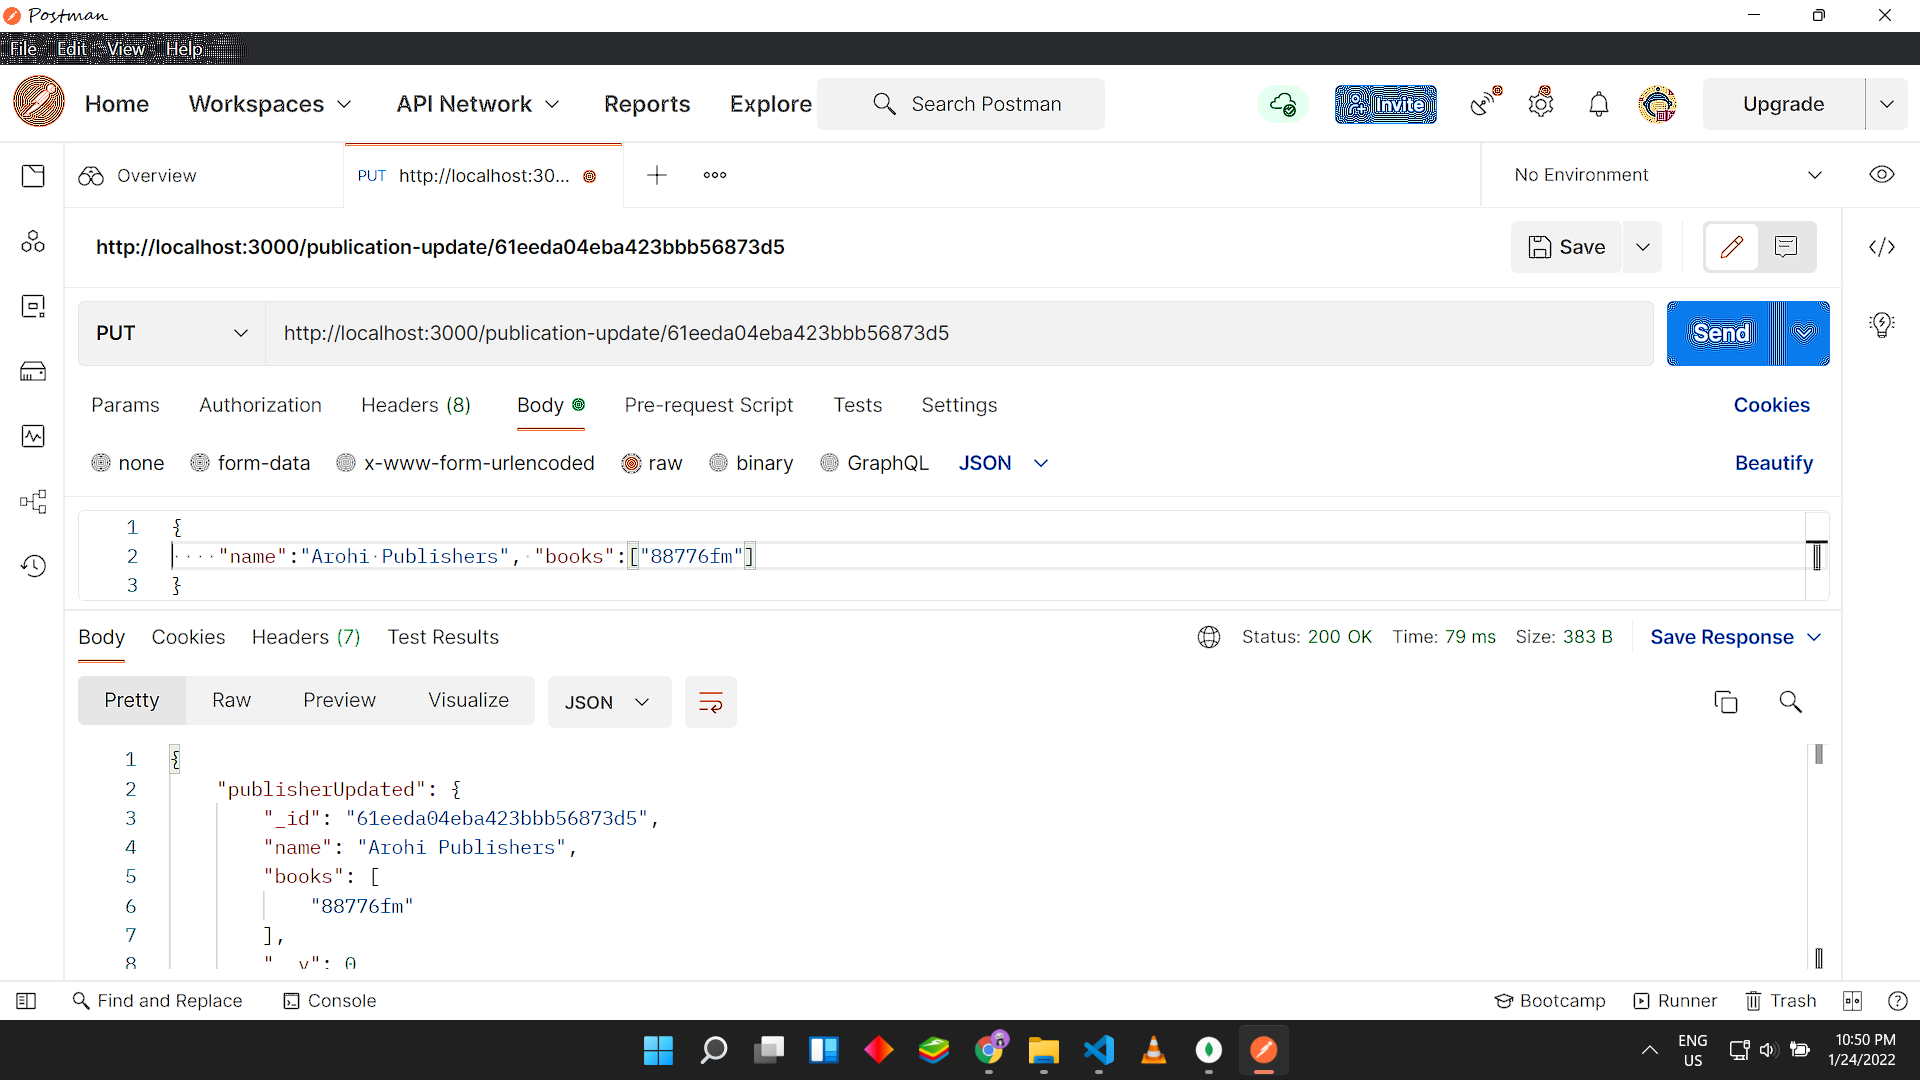 Postman
File Edit View Help
Home Workspaces API Network Reports Explore Search Postman Invite Upgrade
Overview PUT http://localhost:30... No Environment
http://localhost:3000/publication-update/61eeda04eba423bbb56873d5 Save
PUT http://localhost:3000/publication-update/61eeda04eba423bbb56873d5 Send
Params Authorization Headers (8) Body Pre-request Script Tests Settings Cookies
none form-data x-www-form-urlencoded raw binary GraphQL JSON Beautify
1 {
2 ····"name":"Arohi·Publishers",·"books":["88776fm"]
3 }
Body Cookies Headers (7) Test Results Status: 200 OK Time: 79 ms Size: 383 B Save Response
Pretty Raw Preview Visualize JSON
1 {
2 "publisherUpdated": {
3 "_id": "61eeda04eba423bbb56873d5",
4 "name": "Arohi Publishers",
5 "books": [
6 "88776fm"
7 ],
8 "__v": 0
Find and Replace Console Bootcamp Runner Trash
ENG 10:50 PM
US 1/24/2022